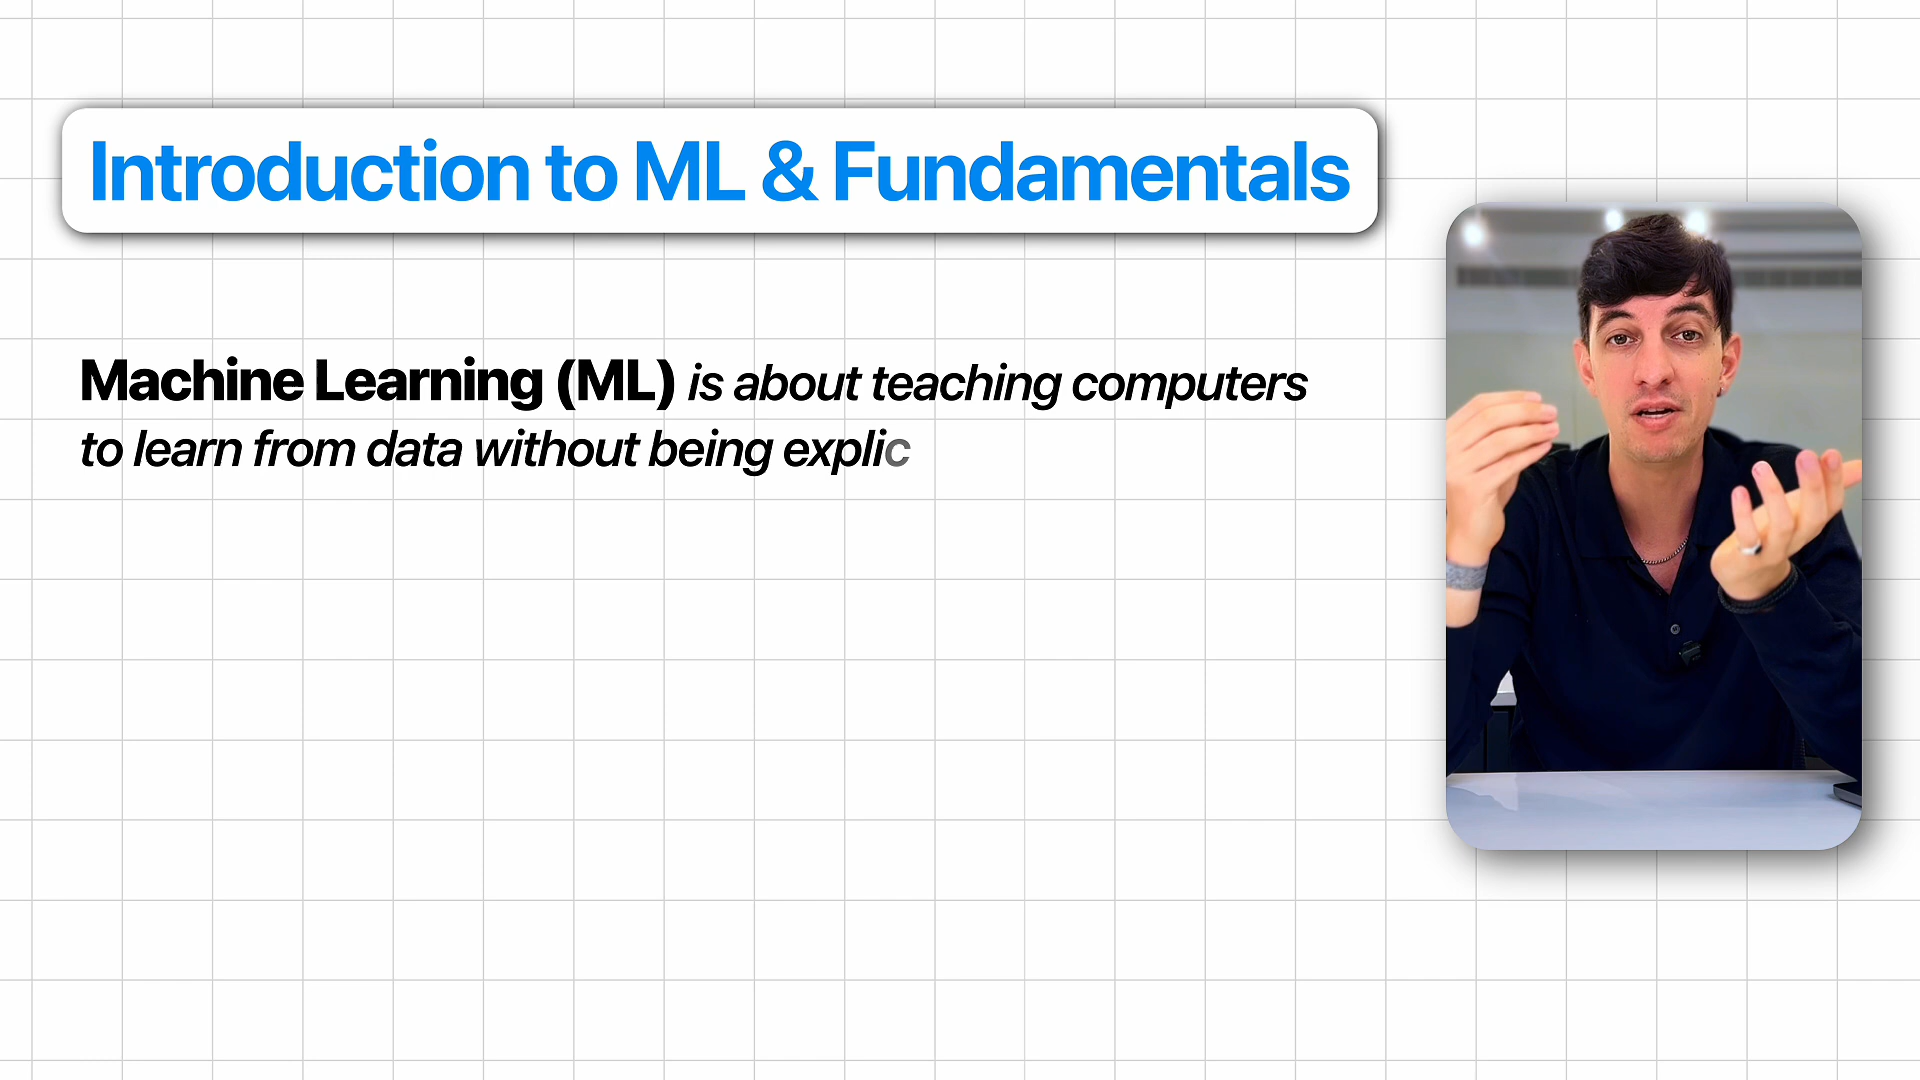 Introduction to ML & Fundamentals
Machine Learning (ML) is about teaching computers
to learn from data without being explic